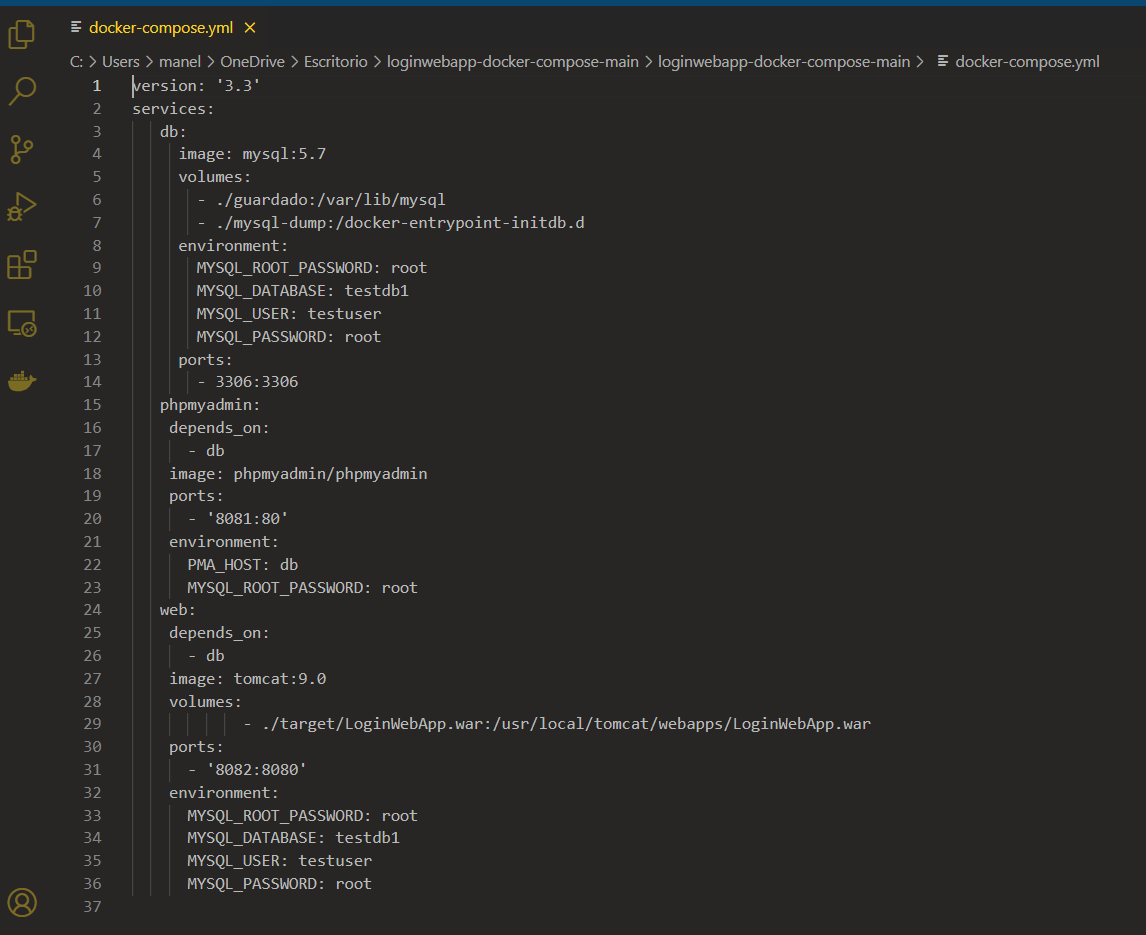 docker-compose.yml
C: > Users > manel > OneDrive > Escritorio > loginwebapp-docker-compose-main > loginwebapp-docker-compose-main > docker-compose.yml
1 version: '3.3'
2 services:
3    db:
4      image: mysql:5.7
5      volumes:
6        - ./guardado:/var/lib/mysql
7        - ./mysql-dump:/docker-entrypoint-initdb.d
8      environment:
9        MYSQL_ROOT_PASSWORD: root
10        MYSQL_DATABASE: testdb1
11        MYSQL_USER: testuser
12        MYSQL_PASSWORD: root
13      ports:
14        - 3306:3306
15    phpmyadmin:
16     depends_on:
17       - db
18     image: phpmyadmin/phpmyadmin
19     ports:
20       - '8081:80'
21     environment:
22       PMA_HOST: db
23       MYSQL_ROOT_PASSWORD: root
24    web:
25     depends_on:
26       - db
27     image: tomcat:9.0
28     volumes:
29             - ./target/LoginWebApp.war:/usr/local/tomcat/webapps/LoginWebApp.war
30     ports:
31       - '8082:8080'
32     environment:
33       MYSQL_ROOT_PASSWORD: root
34       MYSQL_DATABASE: testdb1
35       MYSQL_USER: testuser
36       MYSQL_PASSWORD: root
37